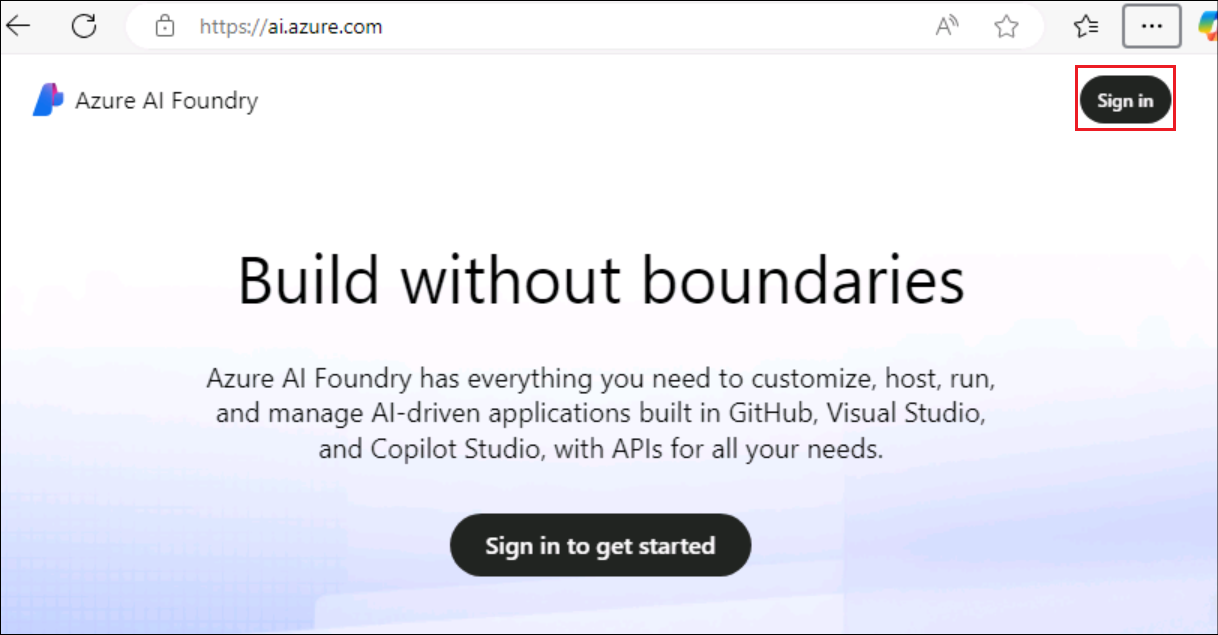 https://ai.azure.com
Azure AI Foundry
Sign in
Build without boundaries
Azure AI Foundry has everything you need to customize, host, run,
and manage AI-driven applications built in GitHub, Visual Studio,
and Copilot Studio, with APIs for all your needs.
Sign in to get started